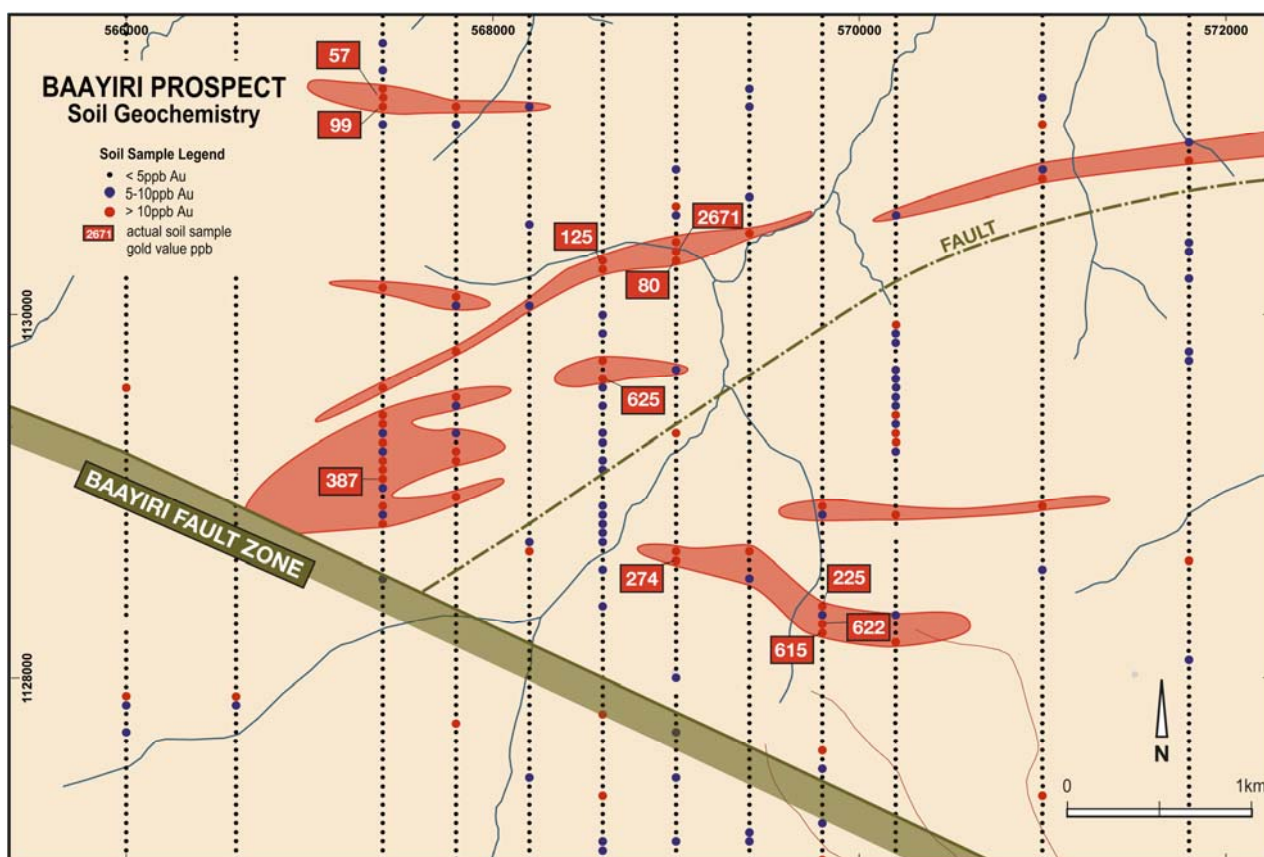 566000
568000
570000
572000
57
BAAYIRI PROSPECT
Soil Geochemistry
99
Soil Sample Legend
< 5ppb Au
5-10ppb Au
> 10ppb Au
2671
actual soil sample
gold value ppb
125
2671
80
FAULT
1130000
625
387
BAAYIRI FAULT ZONE
274
225
622
615
1128000
N
0
1km